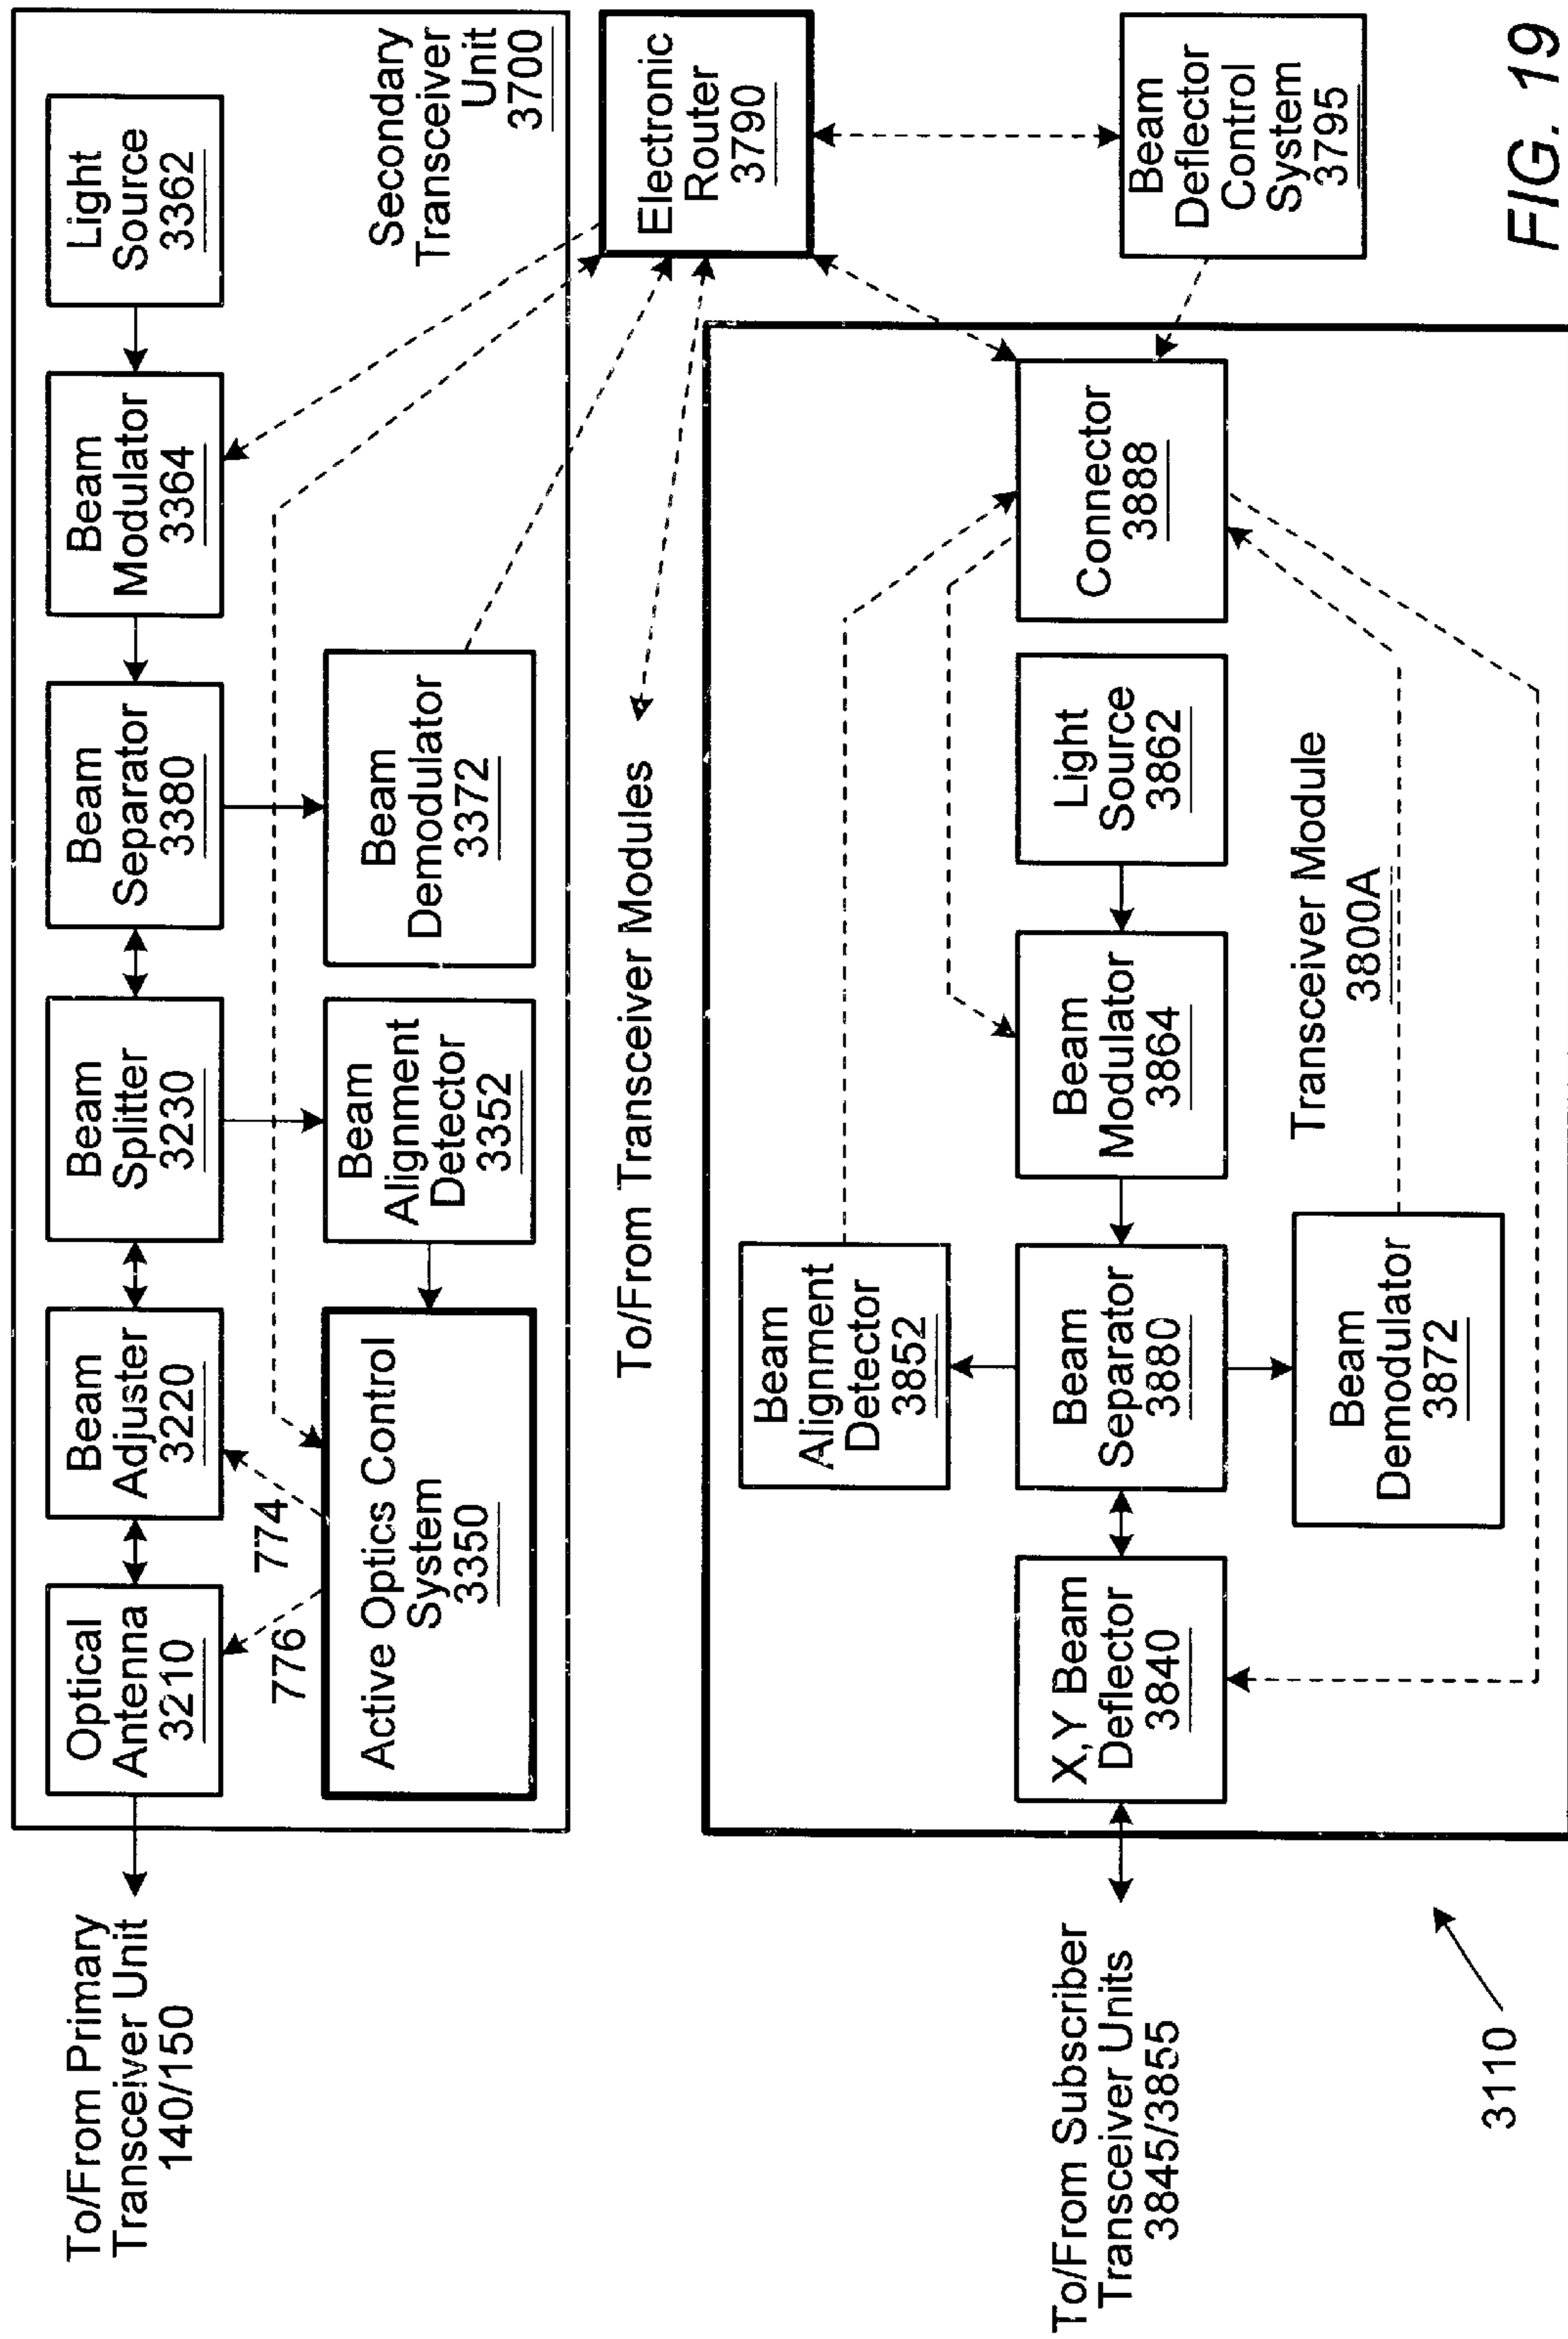 To/From Primary
Transceiver Unit
140/150
Optical
Antenna
3210
Beam
Adjuster
3220
Beam
Splitter
3230
Beam
Separator
3380
Beam
Modulator
3364
Light
Source
3362
776
774
Active Optics Control
System
3350
Beam
Alignment
Detector
3352
Beam
Demodulator
3372
Secondary
Transceiver
Unit
3700
To/From Transceiver Modules
Electronic
Router
3790
Beam
Deflector
Control
System
3795
To/From Subscriber
Transceiver Units
3845/3855
X,Y Beam
Deflector
3840
Beam
Alignment
Detector
3852
Beam
Separator
3880
Beam
Demodulator
3872
Beam
Modulator
3864
Light
Source
3862
Connector
3888
Transceiver Module
3800A
3110
FIG. 19